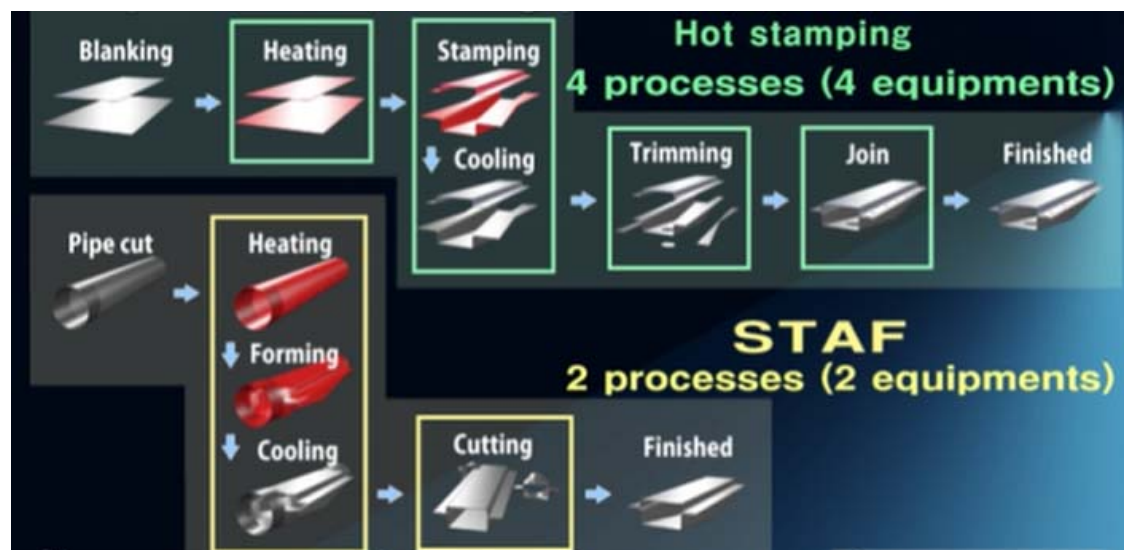 Blanking
Heating
Stamping
Hot stamping
4 processes (4 equipments)
Cooling
Trimming
Join
Finished
Pipe cut
Heating
Forming
Cooling
STAF
2 processes (2 equipments)
Cutting
Finished